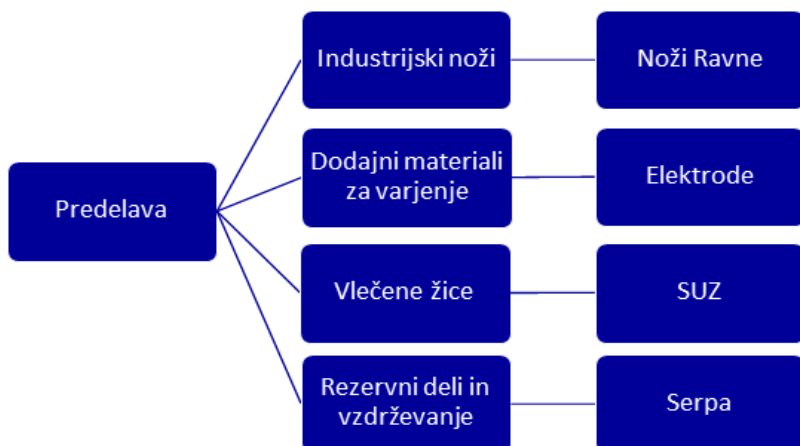 Predelava
Industrijski noži
Noži Ravne
Dodajni materiali
za varjenje
Elektrode
Vlečene žice
SUZ
Rezervni deli in
vzdrževanje
Serpa